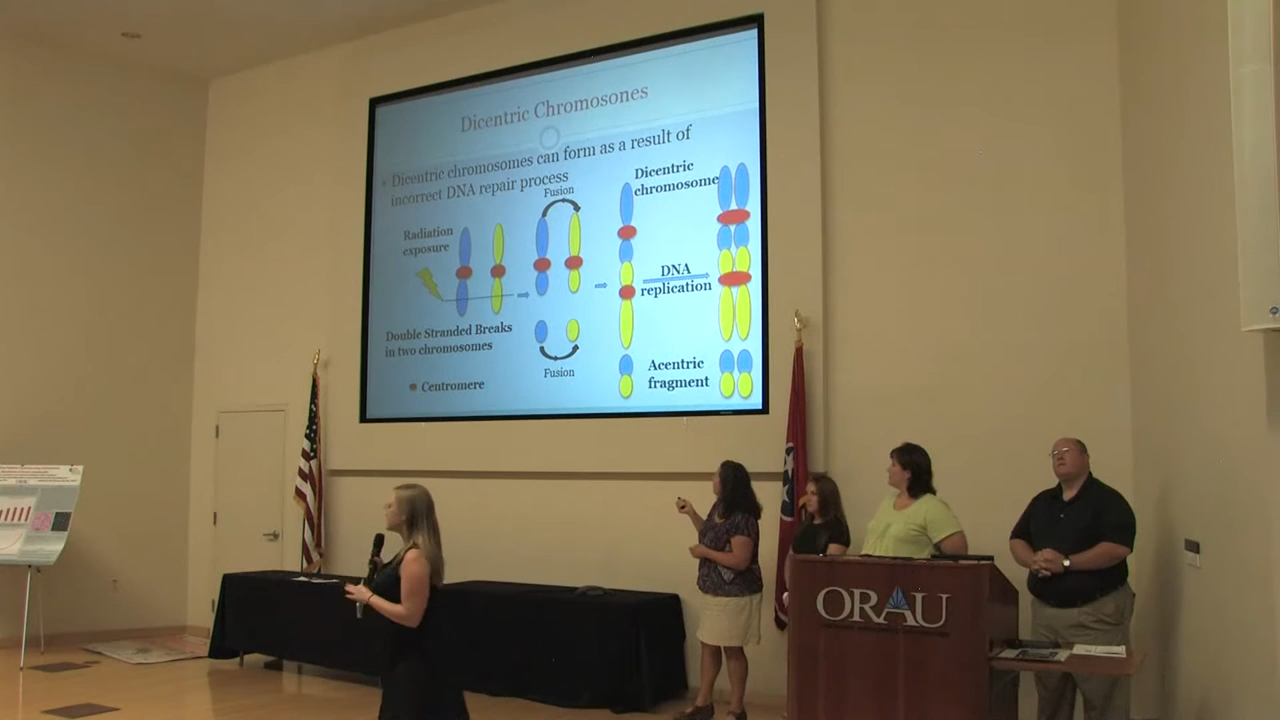 Dicentric Chromosones
Dicentric chromosomes can form as a result of
incorrect DNA repair process
Fusion
Dicentric
chromosome
Radiation
exposure
DNA
replication
Double Stranded Breaks
in two chromosomes
Fusion
Acentric
fragment
Centromere
ORAU